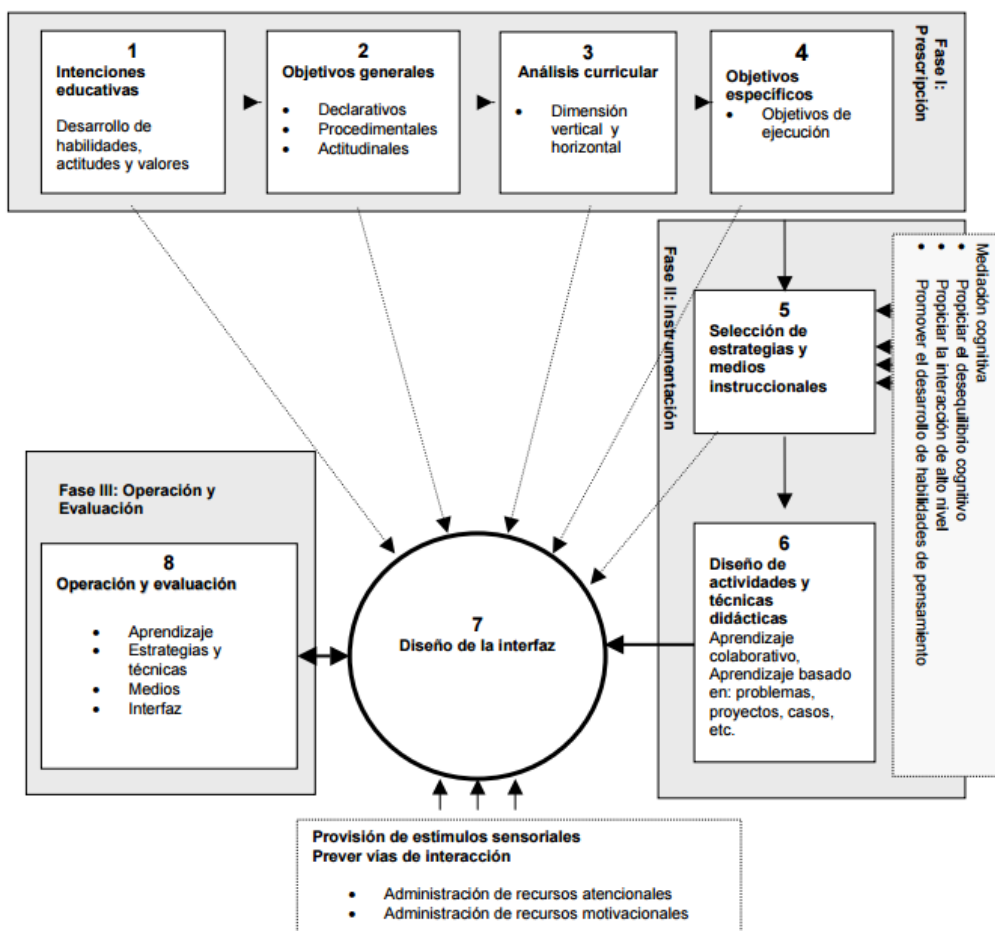 1
Intenciones
educativas
Desarrollo de
habilidades,
actitudes y valores
2
Objetivos generales
• Declarativos
• Procedimentales
• Actitudinales
3
Análisis curricular
• Dimensión
vertical y
horizontal
4
Objetivos
específicos
• Objetivos de
ejecución
Fase I:
Prescripción
Fase II: Instrumentación
5
Selección de
estrategias y
medios
instruccionales
Mediación cognitiva
• Propiciar el desequilibrio cognitivo
• Propiciar la interacción de alto nivel
• Promover el desarrollo de habilidades de pensamiento
6
Diseño de
actividades y
técnicas
didácticas
Aprendizaje
colaborativo,
Aprendizaje basado
en: problemas,
proyectos, casos,
etc.
7
Diseño de la interfaz
Fase III: Operación y
Evaluación
8
Operación y evaluación
• Aprendizaje
• Estrategias y
técnicas
• Medios
• Interfaz
Provisión de estímulos sensoriales
Prever vías de interacción
• Administración de recursos atencionales
• Administración de recursos motivacionales